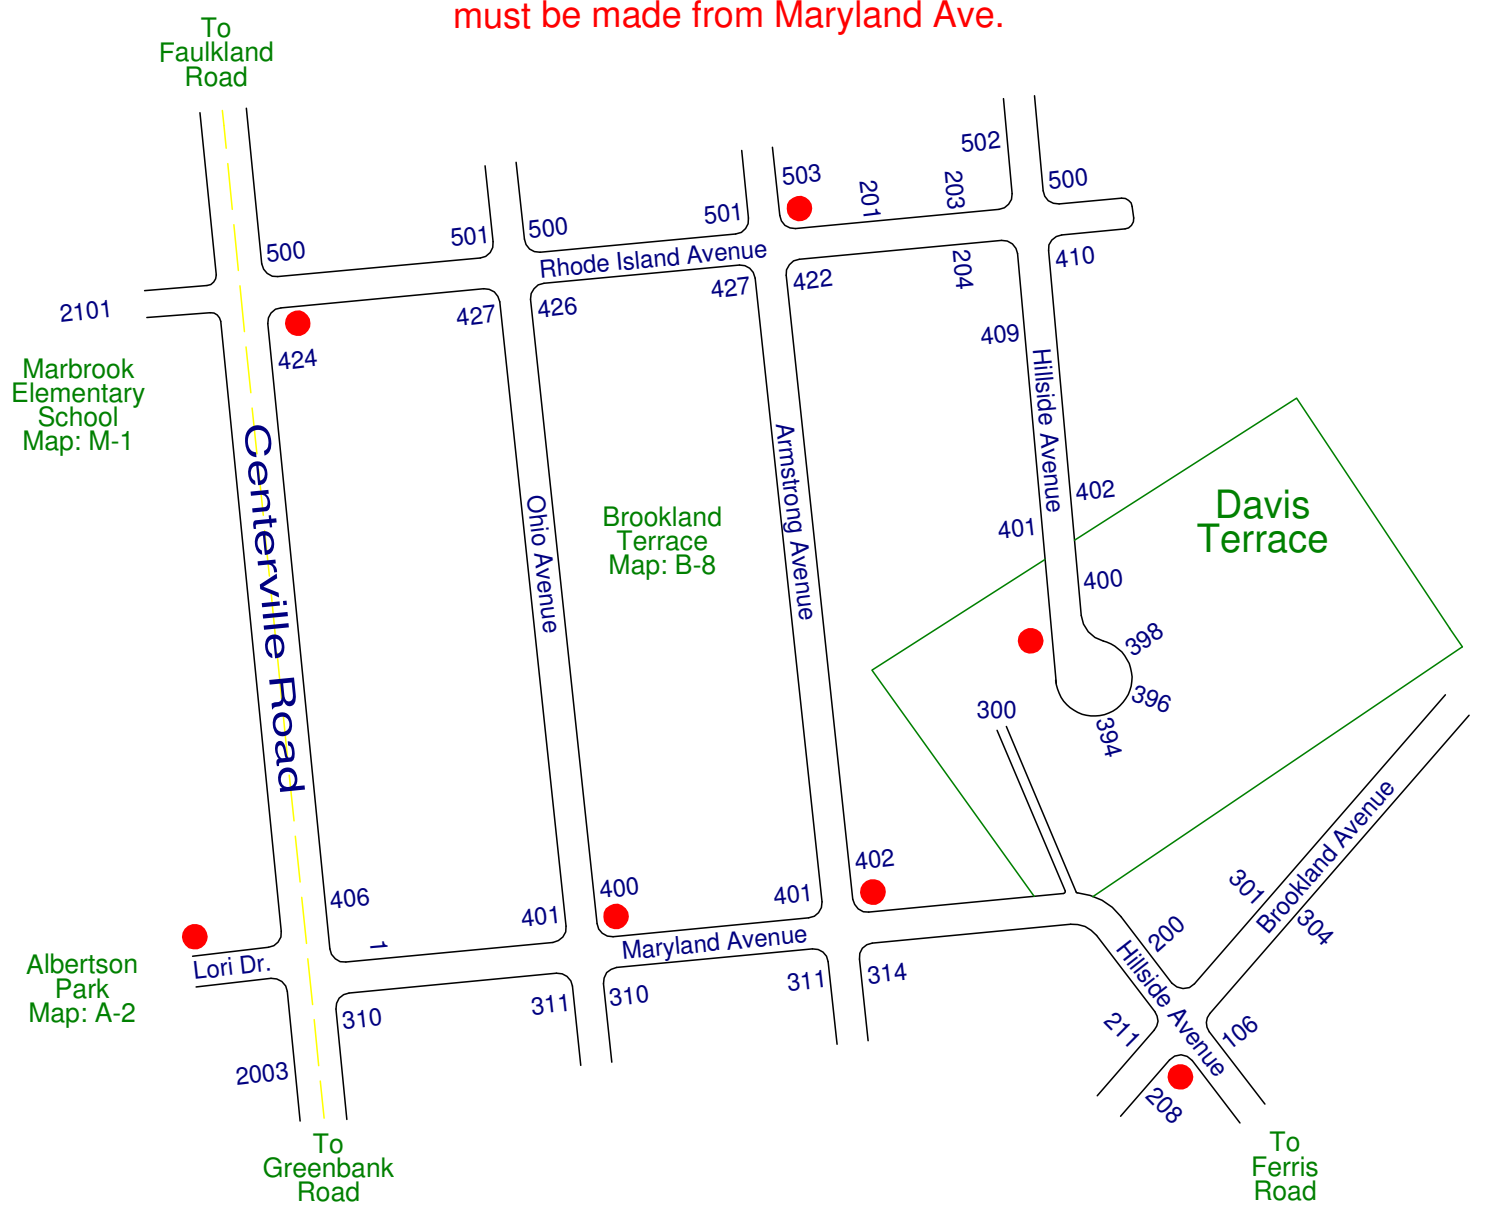 must be made from Maryland Ave.
To
Faulkland
Road
502
503
201
203
500
501
500
501
500
Rhode Island Avenue
2101
410
204
422
427
426
427
424
409
Marbrook
Elementary
School
Map: M-1
Hillside Avenue
Centerville Road
Ohio Avenue
Armstrong Avenue
Brookland
Terrace
Map: B-8
402
401
400
Davis
Terrace
398
396
394
300
Brookland Avenue
301
304
402
400
401
401
406
1
Maryland Avenue
Lori Dr.
Albertson
Park
Map: A-2
200
Hillside Avenue
314
311
310
311
310
211
106
208
2003
To
Greenbank
Road
To
Ferris
Road